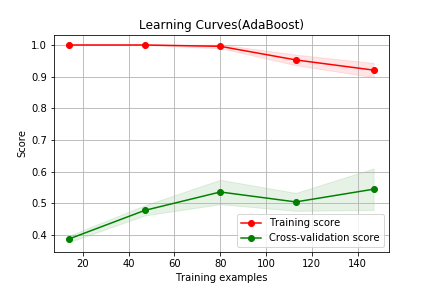 Learning Curves(AdaBoost)
Score
1.0
0.9
0.8
0.7
0.6
0.5
0.4
Training score
Cross-validation score
20 40 60 80 100 120 140
Training examples